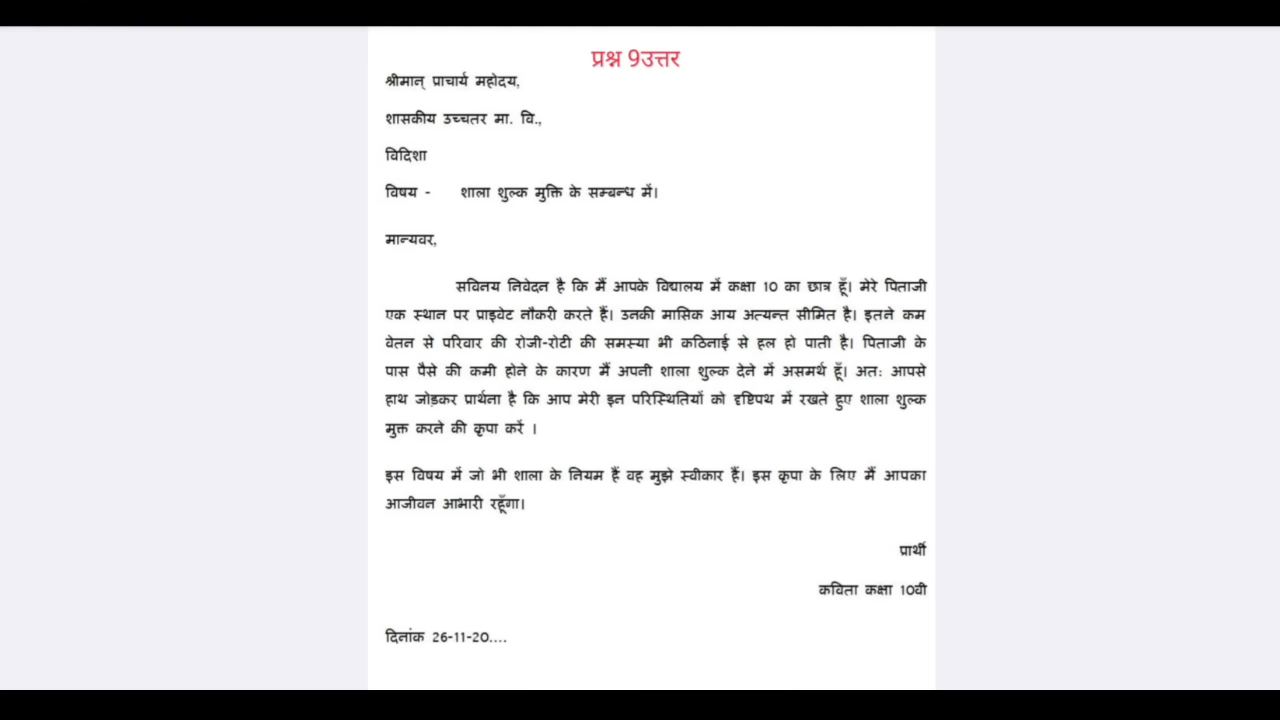 प्रश्न 9उत्तर
श्रीमान् प्राचार्य महोदय,
शासकीय उच्चतर मा. वि.,
विदिशा
विषय - शाला शुल्क मुक्ति के सम्बन्ध में।
मान्यवर,
सविनय निवेदन है कि मैं आपके विद्यालय में कक्षा 10 का छात्र हूँ। मेरे पिताजी
एक स्थान पर प्राइवेट नौकरी करते हैं। उनकी मासिक आय अत्यन्त सीमित है। इतने कम
वेतन से परिवार की रोजी-रोटी की समस्या भी कठिनाई से हल हो पाती है। पिताजी के
पास पैसे की कमी होने के कारण मैं अपनी शाला शुल्क देने में असमर्थ हूँ। अतः आपसे
हाथ जोड़कर प्रार्थना है कि आप मेरी इन परिस्थितियों को दृष्टिपथ में रखते हुए शाला शुल्क
मुक्त करने की कृपा करें ।
इस विषय में जो भी शाला के नियम हैं वह मुझे स्वीकार हैं। इस कृपा के लिए मैं आपका
आजीवन आभारी रहूँगा।
प्रार्थी
कविता कक्षा 10वी
दिनांक 26-11-20....